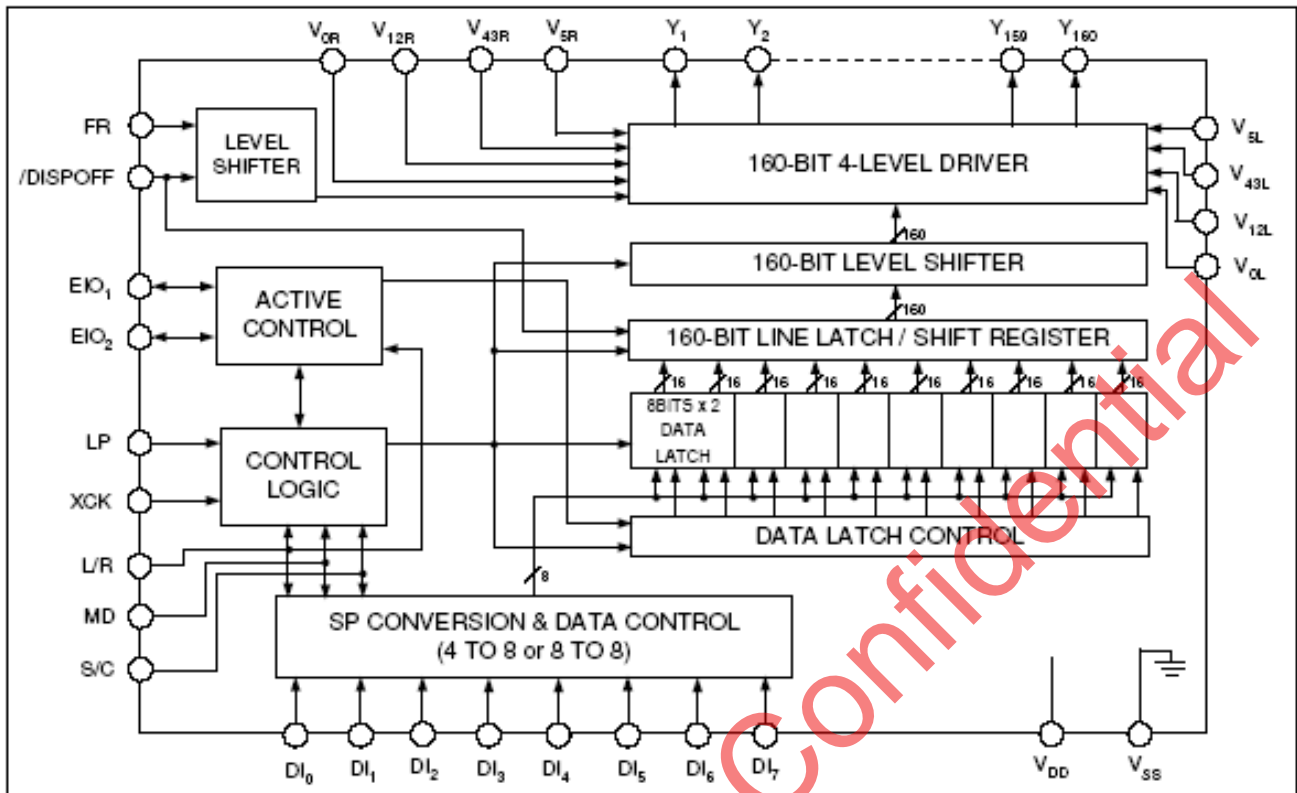 V0R V12R V43R V5R Y1 Y2 Y159 Y160
FR
LEVEL
SHIFTER
/DISPOFF
160-BIT 4-LEVEL DRIVER
V5L
V43L
V12L
V0L
160
160-BIT LEVEL SHIFTER
160
EIO1
EIO2
ACTIVE
CONTROL
160-BIT LINE LATCH / SHIFT REGISTER
16 16 16 16 16 16 16 16 16 16
8BITS x 2
DATA
LATCH
LP
XCK
CONTROL
LOGIC
DATA LATCH CONTROL
L/R
MD
S/C
8
SP CONVERSION & DATA CONTROL
(4 TO 8 or 8 TO 8)
DI0 DI1 DI2 DI3 DI4 DI5 DI6 DI7
VDD VSS
Confidential